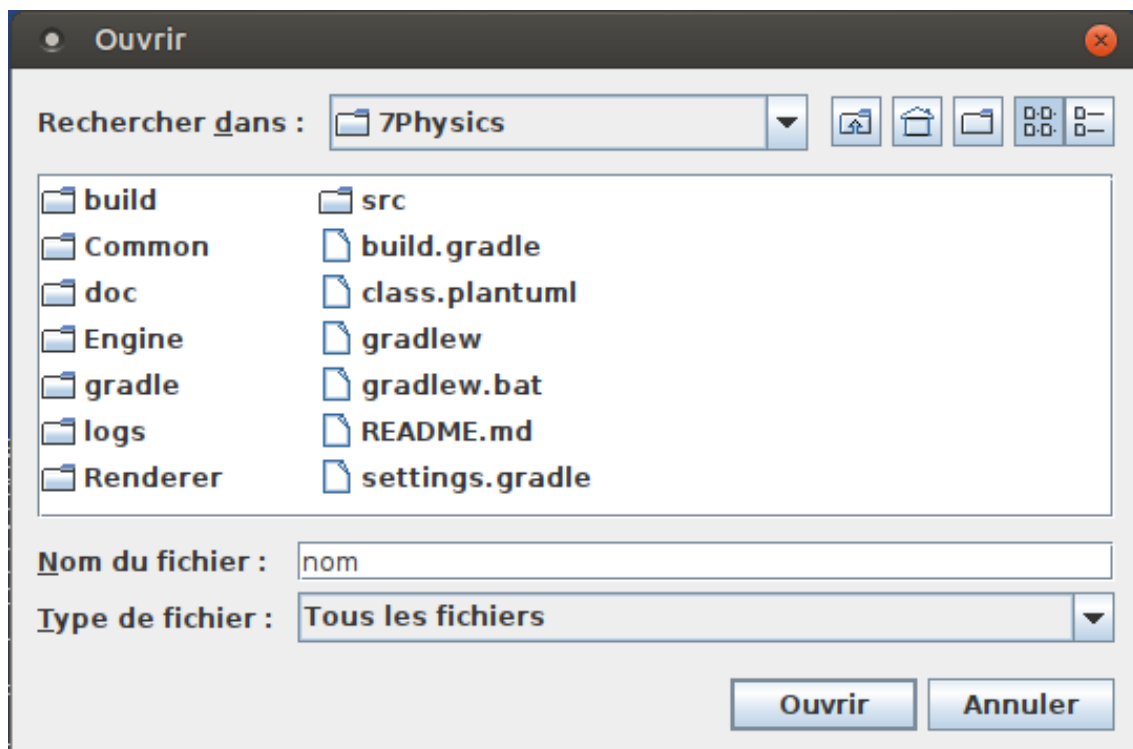 Ouvrir
Rechercher dans : 7Physics
build
Common
doc
Engine
gradle
logs
Renderer
src
build.gradle
class.plantuml
gradlew
gradlew.bat
README.md
settings.gradle
Nom du fichier : nom
Type de fichier : Tous les fichiers
Ouvrir Annuler